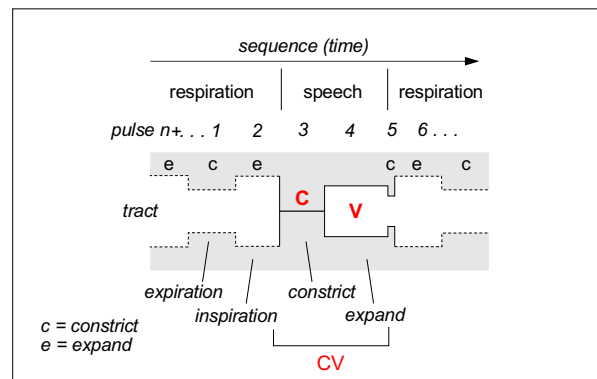 sequence (time)
respiration speech respiration
pulse n+. . . 1 2 3 4 5 6 . . .
e c e c e c
C
V
tract
expiration constrict
inspiration expand
c = constrict
e = expand
CV